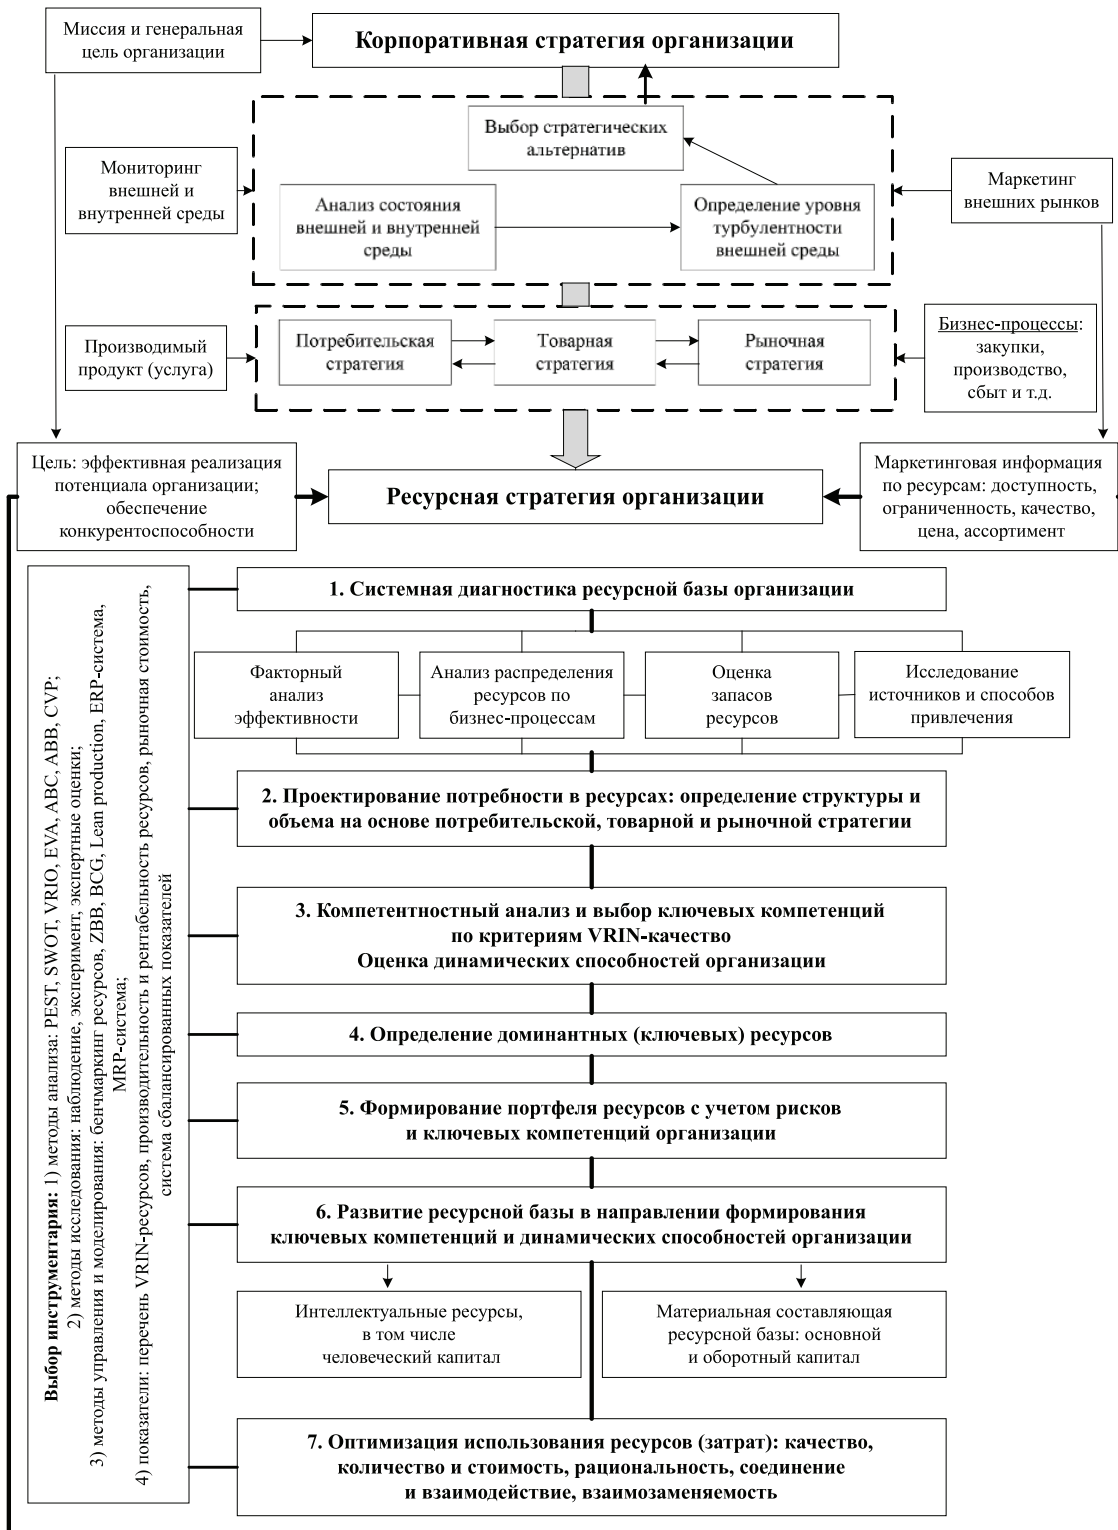 Миссия и генеральная
цель организации
Корпоративная стратегия организации
Выбор стратегических
альтернатив
Мониторинг
внешней и
внутренней среды
Анализ состояния
внешней и внутренней
среды
Определение уровня
турбулентности
внешней среды
Маркетинг
внешних рынков
Производимый
продукт (услуга)
Потребительская
стратегия
Товарная
стратегия
Рыночная
стратегия
Бизнес-процессы:
закупки,
производство,
сбыт и т.д.
Цель: эффективная реализация
потенциала организации;
обеспечение
конкурентоспособности
Ресурсная стратегия организации
Маркетинговая информация
по ресурсам: доступность,
ограниченность, качество,
цена, ассортимент
Выбор инструментария: 1) методы анализа: PEST, SWOT, VRIO, EVA, ABC, ABB, CVP;
2) методы исследования: наблюдение, эксперимент, экспертные оценки;
3) методы управления и моделирования: бенчмаркинг ресурсов, ZBB, BCG, Lean production, ERP-система,
MRP-система;
4) показатели: перечень VRIN-ресурсов, производительность и рентабельность ресурсов, рыночная стоимость,
система сбалансированных показателей
1. Системная диагностика ресурсной базы организации
Факторный
анализ
эффективности
Анализ распределения
ресурсов по
бизнес-процессам
Оценка
запасов
ресурсов
Исследование
источников и способов
привлечения
2. Проектирование потребности в ресурсах: определение структуры и
объема на основе потребительской, товарной и рыночной стратегии
3. Компетентностный анализ и выбор ключевых компетенций
по критериям VRIN-качество
Оценка динамических способностей организации
4. Определение доминантных (ключевых) ресурсов
5. Формирование портфеля ресурсов с учетом рисков
и ключевых компетенций организации
6. Развитие ресурсной базы в направлении формирования
ключевых компетенций и динамических способностей организации
Интеллектуальные ресурсы,
в том числе
человеческий капитал
Материальная составляющая
ресурсной базы: основной
и оборотный капитал
7. Оптимизация использования ресурсов (затрат): качество,
количество и стоимость, рациональность, соединение
и взаимодействие, взаимозаменяемость